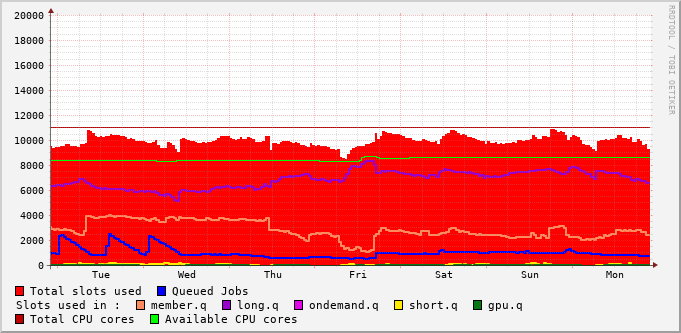 20000
18000
16000
14000
12000
10000
8000
6000
4000
2000
0
Tue Wed Thu Fri Sat Sun Mon
RRDTOOL / TOBI OETIKER
Total slots used Queued Jobs
Slots used in : member.q long.q ondemand.q short.q gpu.q
Total CPU cores Available CPU cores